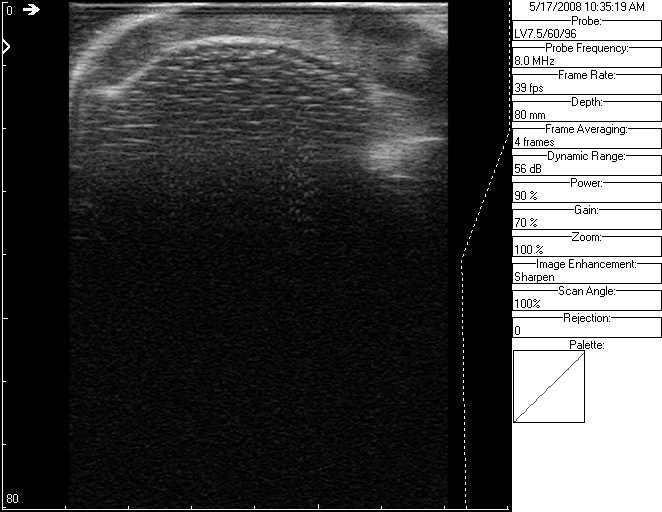 0
80
5/17/2008 10:35:19 AM
Probe:
LV7.5/60/96
Probe Frequency:
8.0 MHz
Frame Rate:
39 fps
Depth:
80 mm
Frame Averaging:
4 frames
Dynamic Range:
56 dB
Power:
90 %
Gain:
70 %
Zoom:
100 %
Image Enhancement:
Sharpen
Scan Angle:
100%
Rejection:
0
Palette: